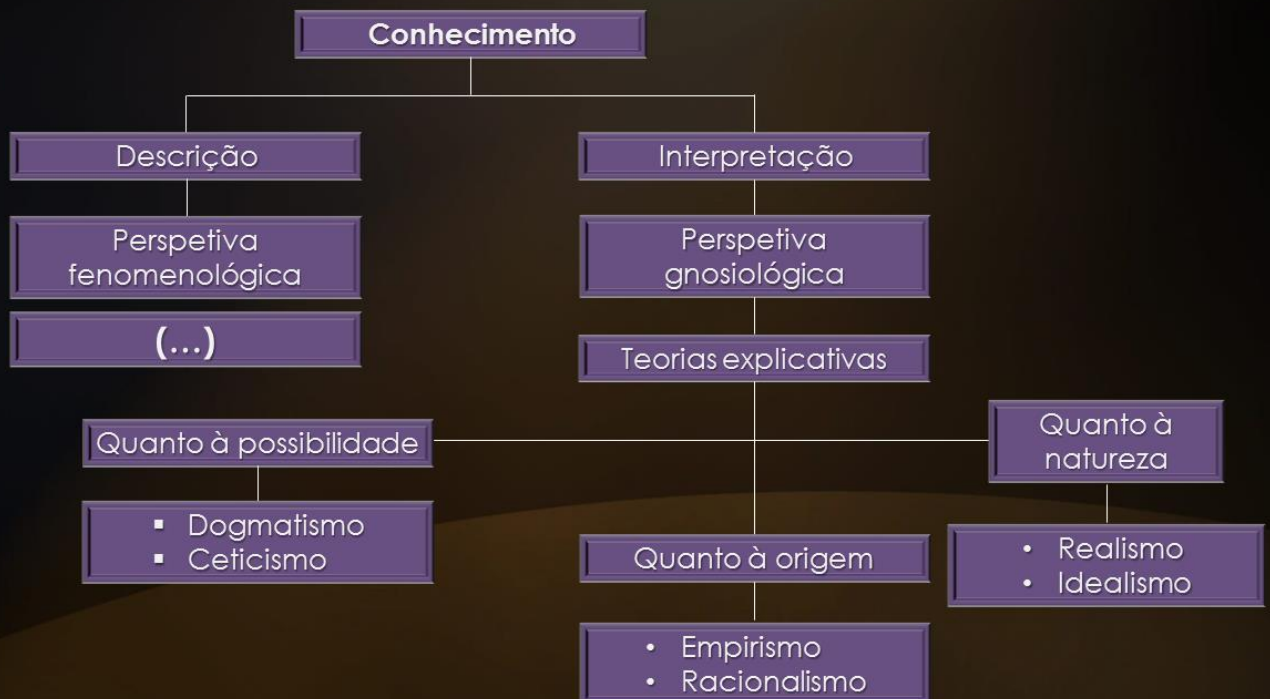 Conhecimento
Descrição
Interpretação
Perspetiva
fenomenológica
Perspetiva
gnosiológica
(...)
Teorias explicativas
Quanto à possibilidade
Quanto à
natureza
▪ Dogmatismo
▪ Ceticismo
Quanto à origem
• Realismo
• Idealismo
• Empirismo
• Racionalismo